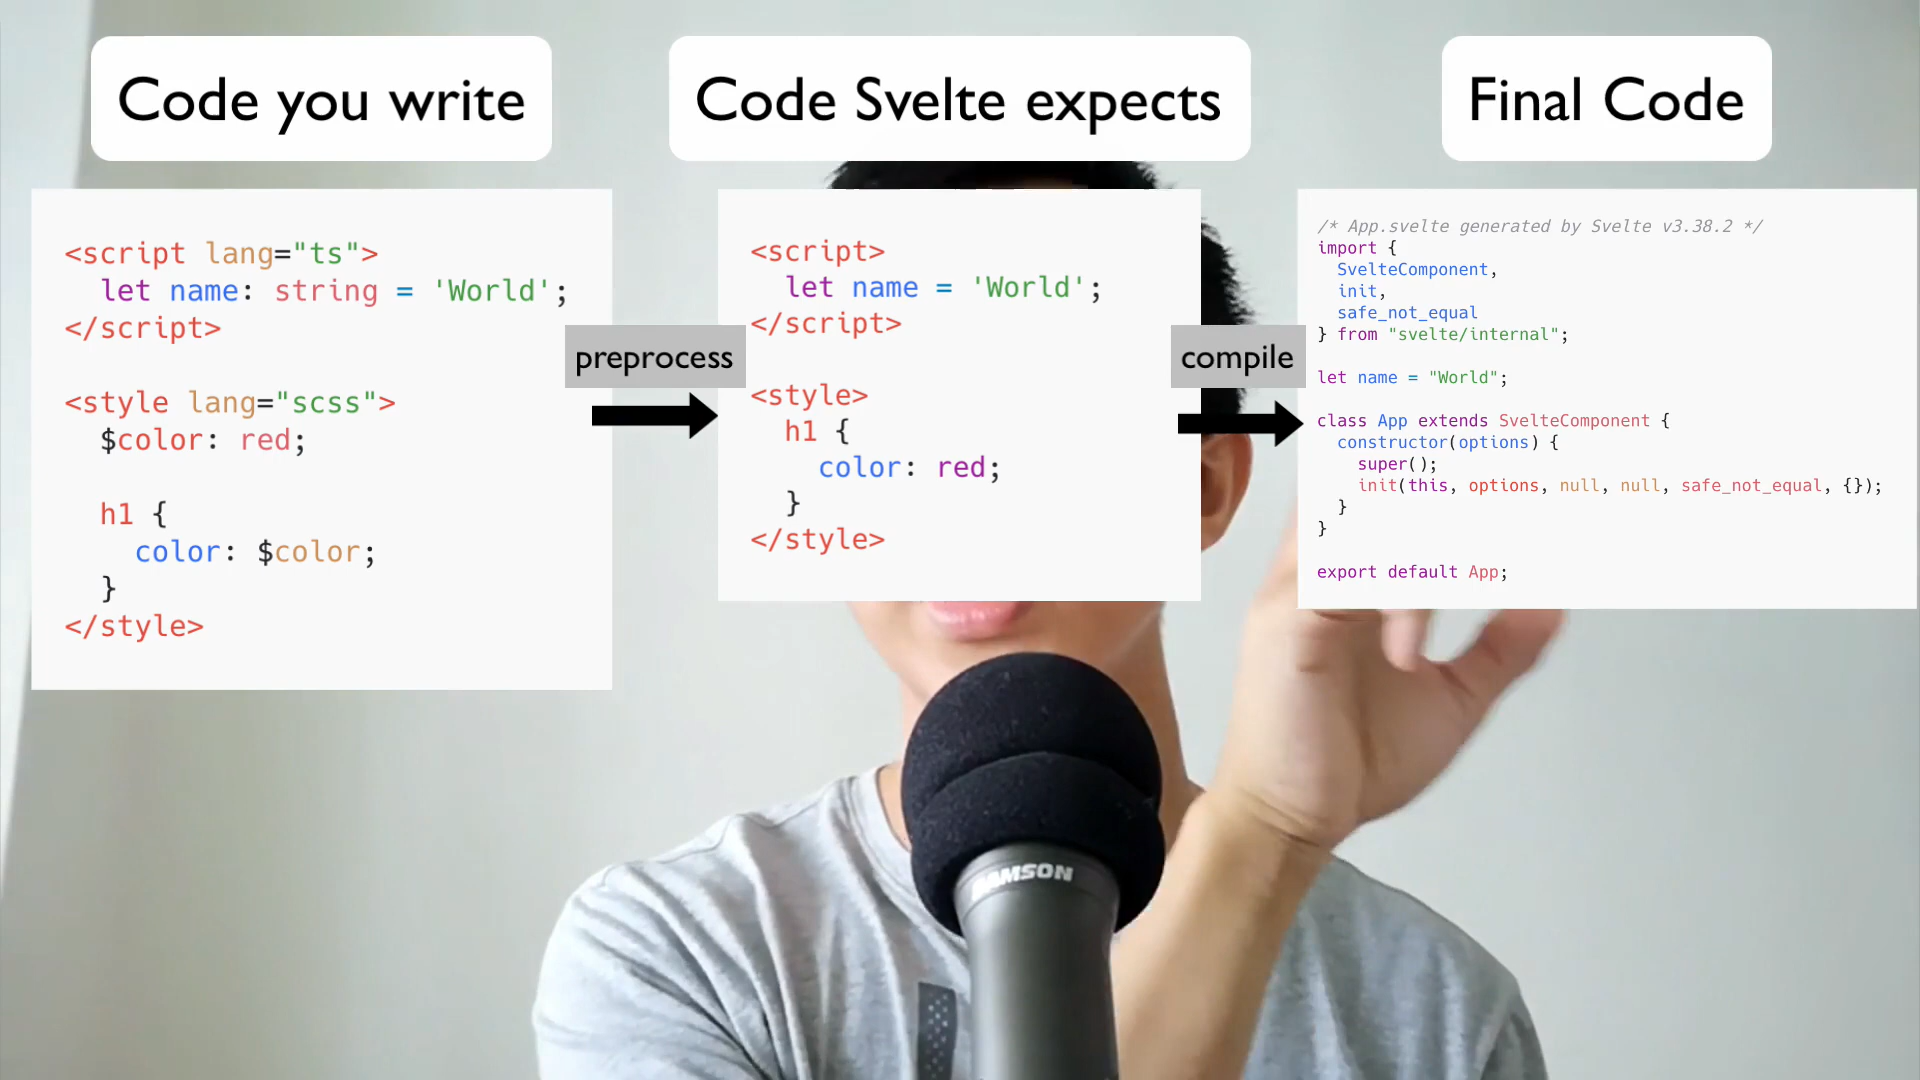 Code you write
<script lang="ts">
  let name: string = 'World';
</script>

<style lang="scss">
  $color: red;

  h1 {
    color: $color;
  }
</style>
preprocess
Code Svelte expects
<script>
  let name = 'World';
</script>

<style>
  h1 {
    color: red;
  }
</style>
compile
Final Code
/* App.svelte generated by Svelte v3.38.2 */
import {
  SvelteComponent,
  init,
  safe_not_equal
} from "svelte/internal";

let name = "World";

class App extends SvelteComponent {
  constructor(options) {
    super();
    init(this, options, null, null, safe_not_equal, {});
  }
}

export default App;
SAMSON